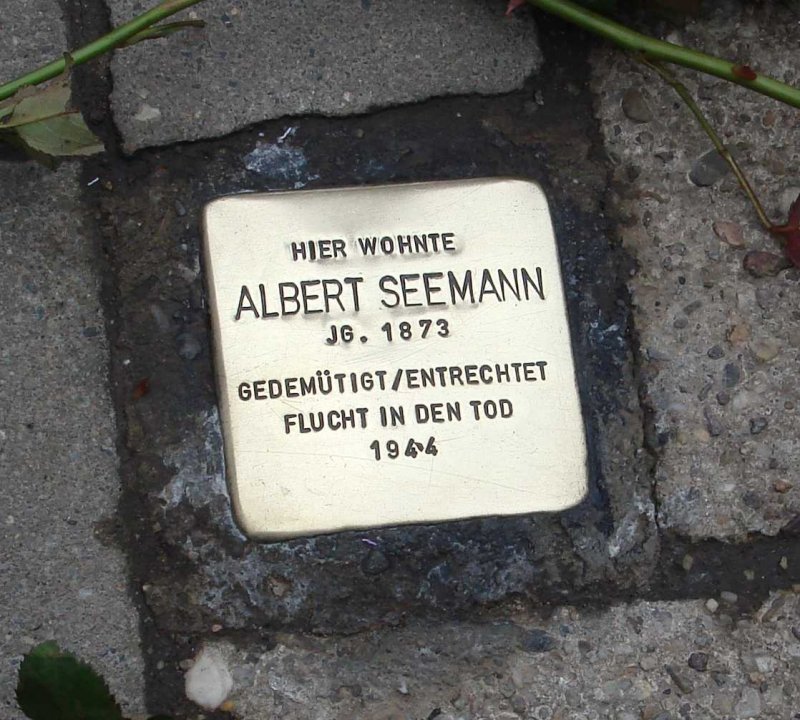 HIER WOHNTE
ALBERT SEEMANN
JG. 1873
GEDEMÜTIGT/ENTRECHTET
FLUCHT IN DEN TOD
1944